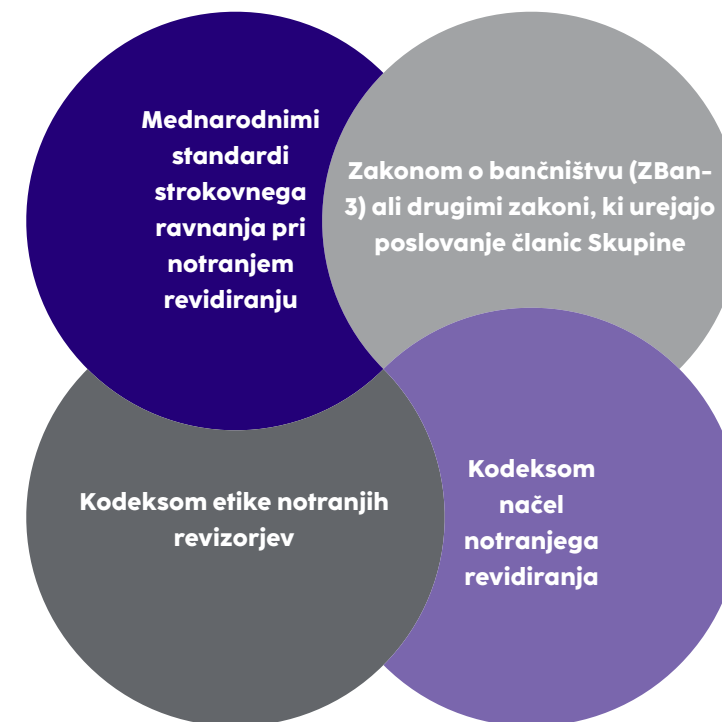 Mednarodnimi
standardi
strokovnega
ravnanja pri
notranjem
revidiranju
Zakonom o bančništvu (ZBan-
3) ali drugimi zakoni, ki urejajo
poslovanje članic Skupine
Kodeksom etike notranjih
revizorjev
Kodeksom
načel
notranjega
revidiranja